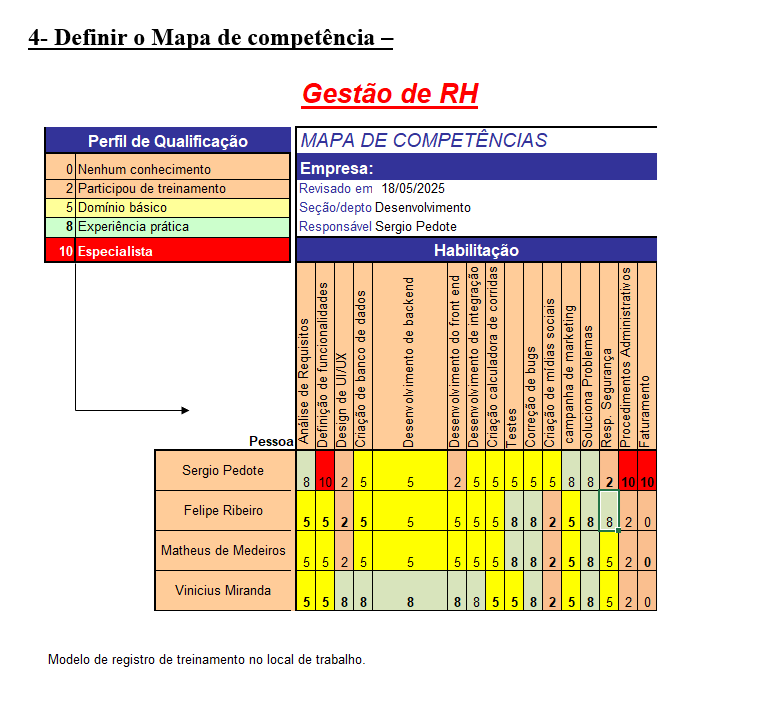 4- Definir o Mapa de competência –
Gestão de RH
Perfil de Qualificação
0 Nenhum conhecimento
2 Participou de treinamento
5 Domínio básico
8 Experiência prática
10 Especialista
MAPA DE COMPETÊNCIAS
Empresa:
Revisado em 18/05/2025
Seção/depto Desenvolvimento
Responsável Sergio Pedote
Habilitação
Pessoa
Análise de Requisitos
Definição de funcionalidades
Design de UI/UX
Criação de banco de dados
Desenvolvimento de backend
Desenvolvimento do front end
Desenvolvimento de integração
Criação calculadora de corridas
Testes
Correção de bugs
Criação de mídias sociais
campanha de marketing
Soluciona Problemas
Resp. Segurança
Procedimentos Administrativos
Faturamento
Sergio Pedote 8 10 2 5 5 2 5 5 5 5 5 8 8 2 10 10
Felipe Ribeiro 5 5 2 5 5 5 5 5 8 8 2 5 8 8 2 0
Matheus de Medeiros 5 5 2 5 5 5 5 5 8 8 2 5 8 5 2 0
Vinicius Miranda 5 5 8 8 8 8 8 5 5 8 2 5 8 5 2 0
Modelo de registro de treinamento no local de trabalho.